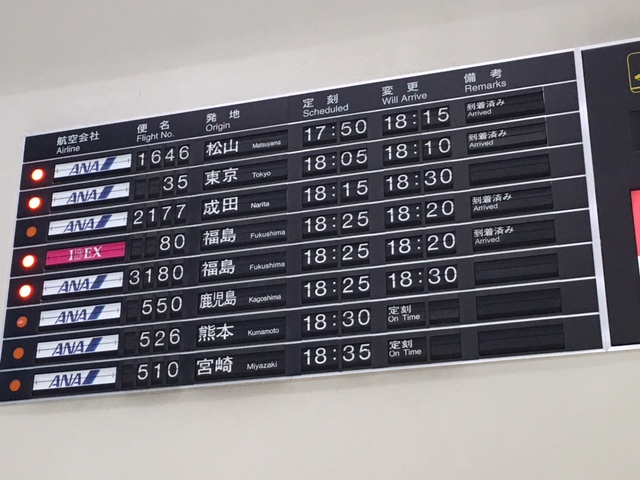 航空会社 便名 発地 定刻 変更 備考
Airline Flight No. Origin Scheduled Will Arrive Remarks
ANA 1646 松山 Matsuyama 17:50 18:15 到着済み Arrived
ANA 35 東京 Tokyo 18:05 18:10 到着済み Arrived
ANA 2177 成田 Narita 18:15 18:30
IBEX 80 福島 Fukushima 18:25 18:20 到着済み Arrived
ANA 3180 福島 Fukushima 18:25 18:20 到着済み Arrived
ANA 550 鹿児島 Kagoshima 18:25 18:30
ANA 526 熊本 Kumamoto 18:30 定刻 On Time
ANA 510 宮崎 Miyazaki 18:35 定刻 On Time